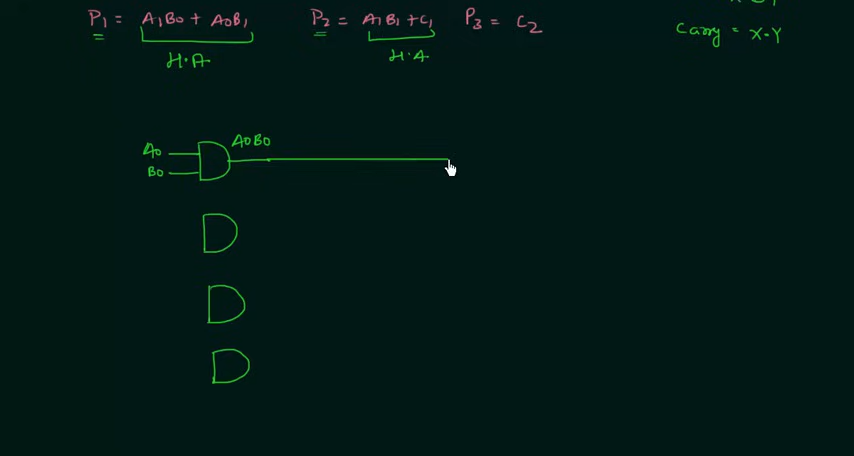 P1 = A1B0 + A0B1 P2 = A1B1 + C1 P3 = C2
Carry = X.Y
H.A H.A
A0 A0B0
B0